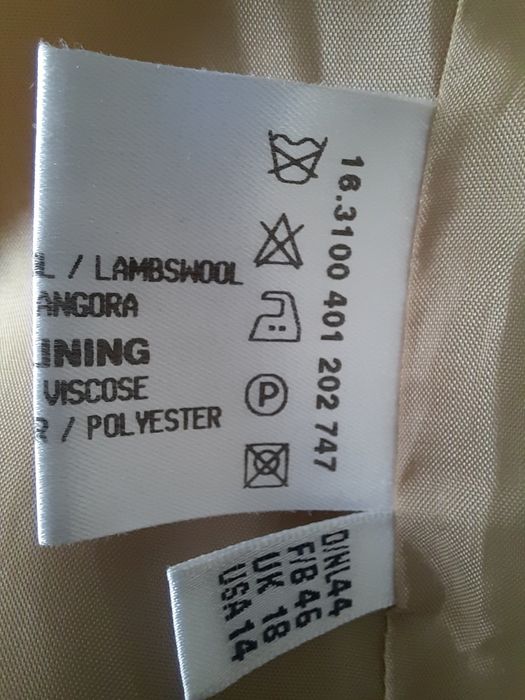 16.3100 401 202 747
P
L / LAMBSWOOL
ANGORA
INING
VISCOSE
R / POLYESTER
D/NL44
F/B 46
UK 18
USA 14